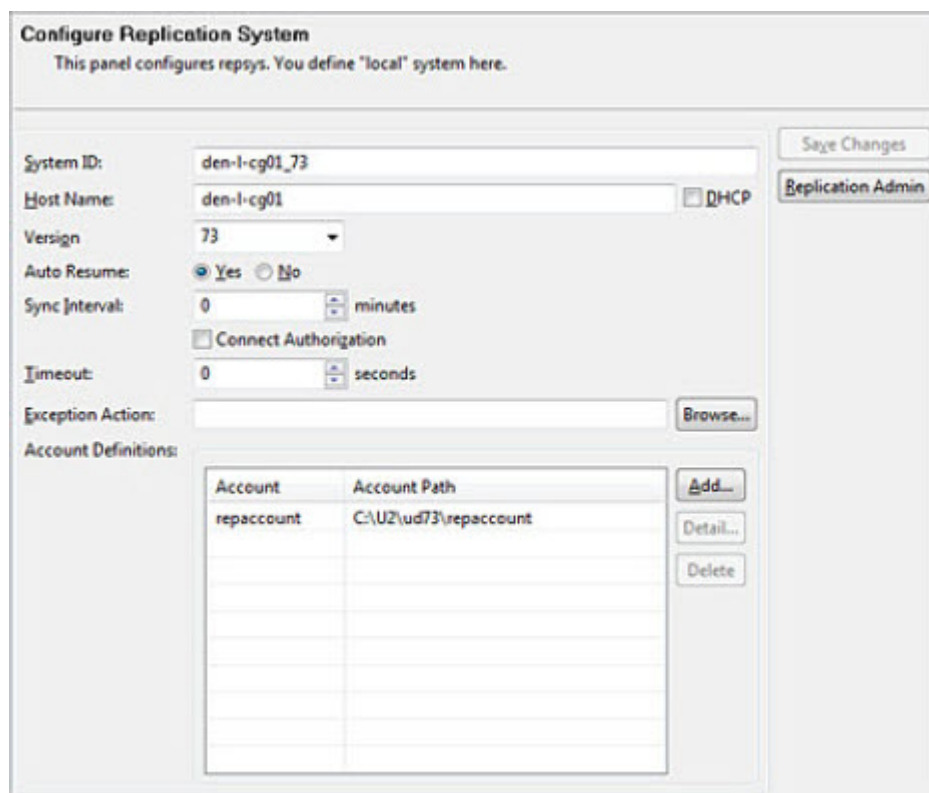 Configure Replication System
This panel configures repsys. You define "local" system here.
Save Changes
System ID: den-l-cg01_73
Replication Admin
Host Name: den-l-cg01 DHCP
Version 73
Auto Resume: Yes No
Sync Interval: 0 minutes
Connect Authorization
Timeout: 0 seconds
Exception Action: Browse...
Account Definitions:
Account Account Path Add...
repaccount C:\U2\ud73\repaccount Detail...
Delete